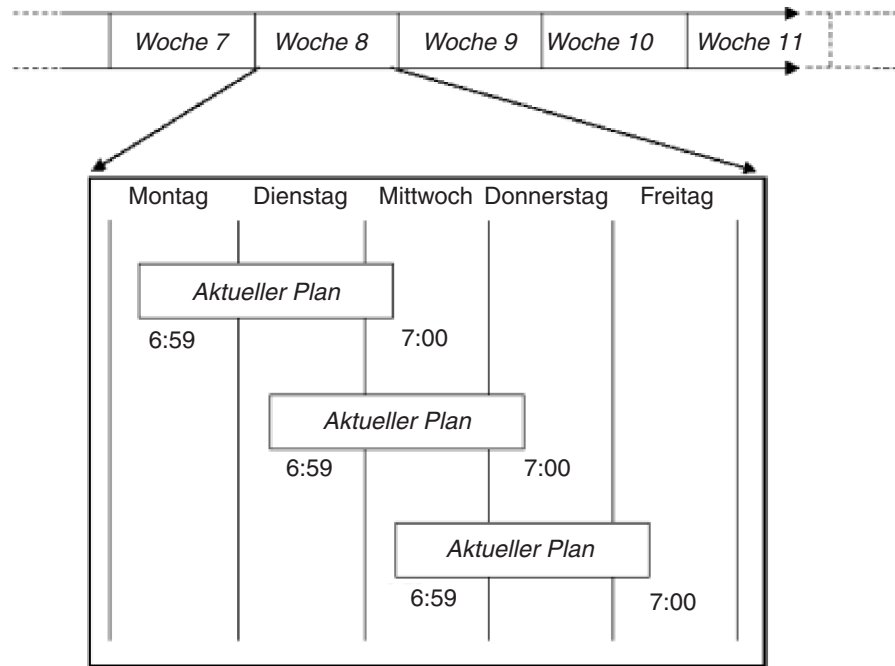 Woche 7 Woche 8 Woche 9 Woche 10 Woche 11
Montag Dienstag Mittwoch Donnerstag Freitag
Aktueller Plan
6:59 7:00
Aktueller Plan
6:59 7:00
Aktueller Plan
6:59 7:00